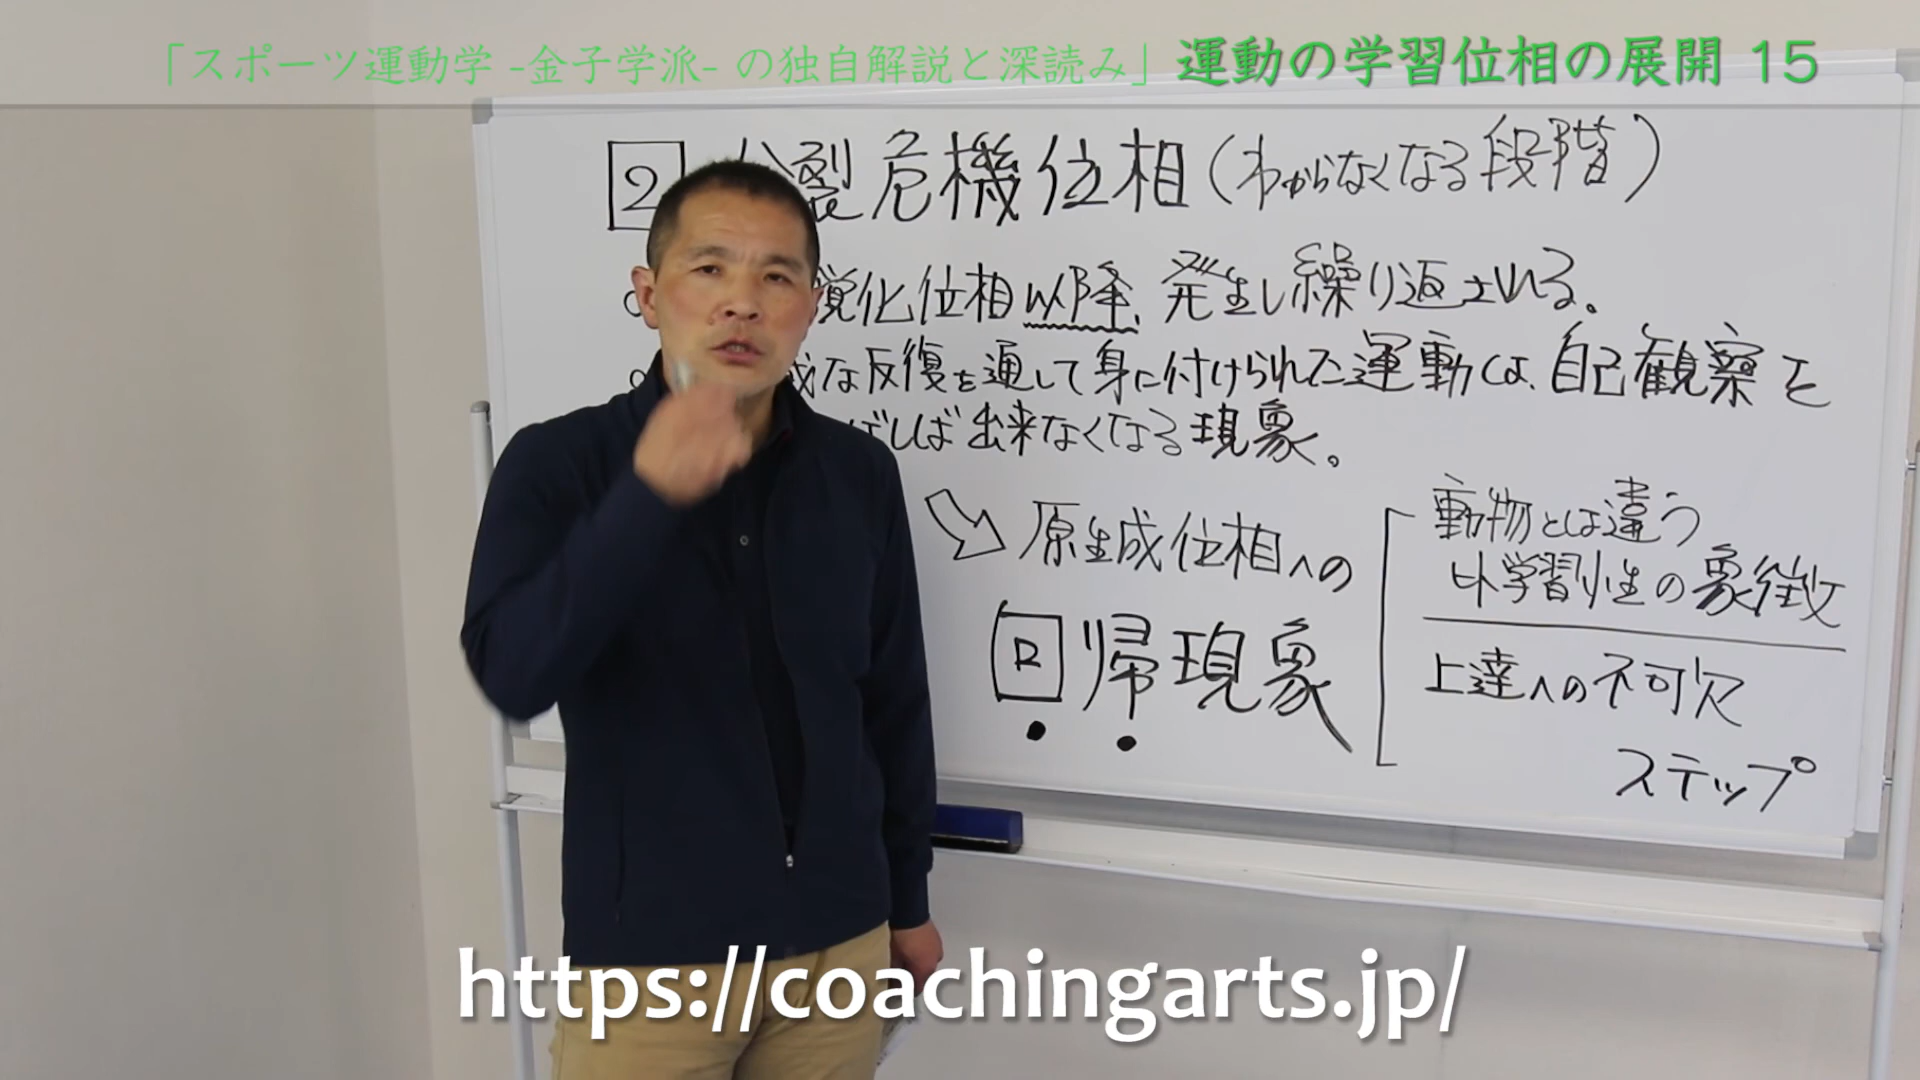 「スポーツ運動学 -金子学派- の独自解説と深読み」運動の学習位相の展開 15
2 分裂危機位相(わからなくなる段階)
覚化位相以降、発生し繰り返される。
な反復を通して身に付けられた運動は、自己観察を
しば出来なくなる現象。
原生成位相への
回帰現象
動物とは違う
ヒト学習性の象徴
上達への不可欠
ステップ
https://coachingarts.jp/